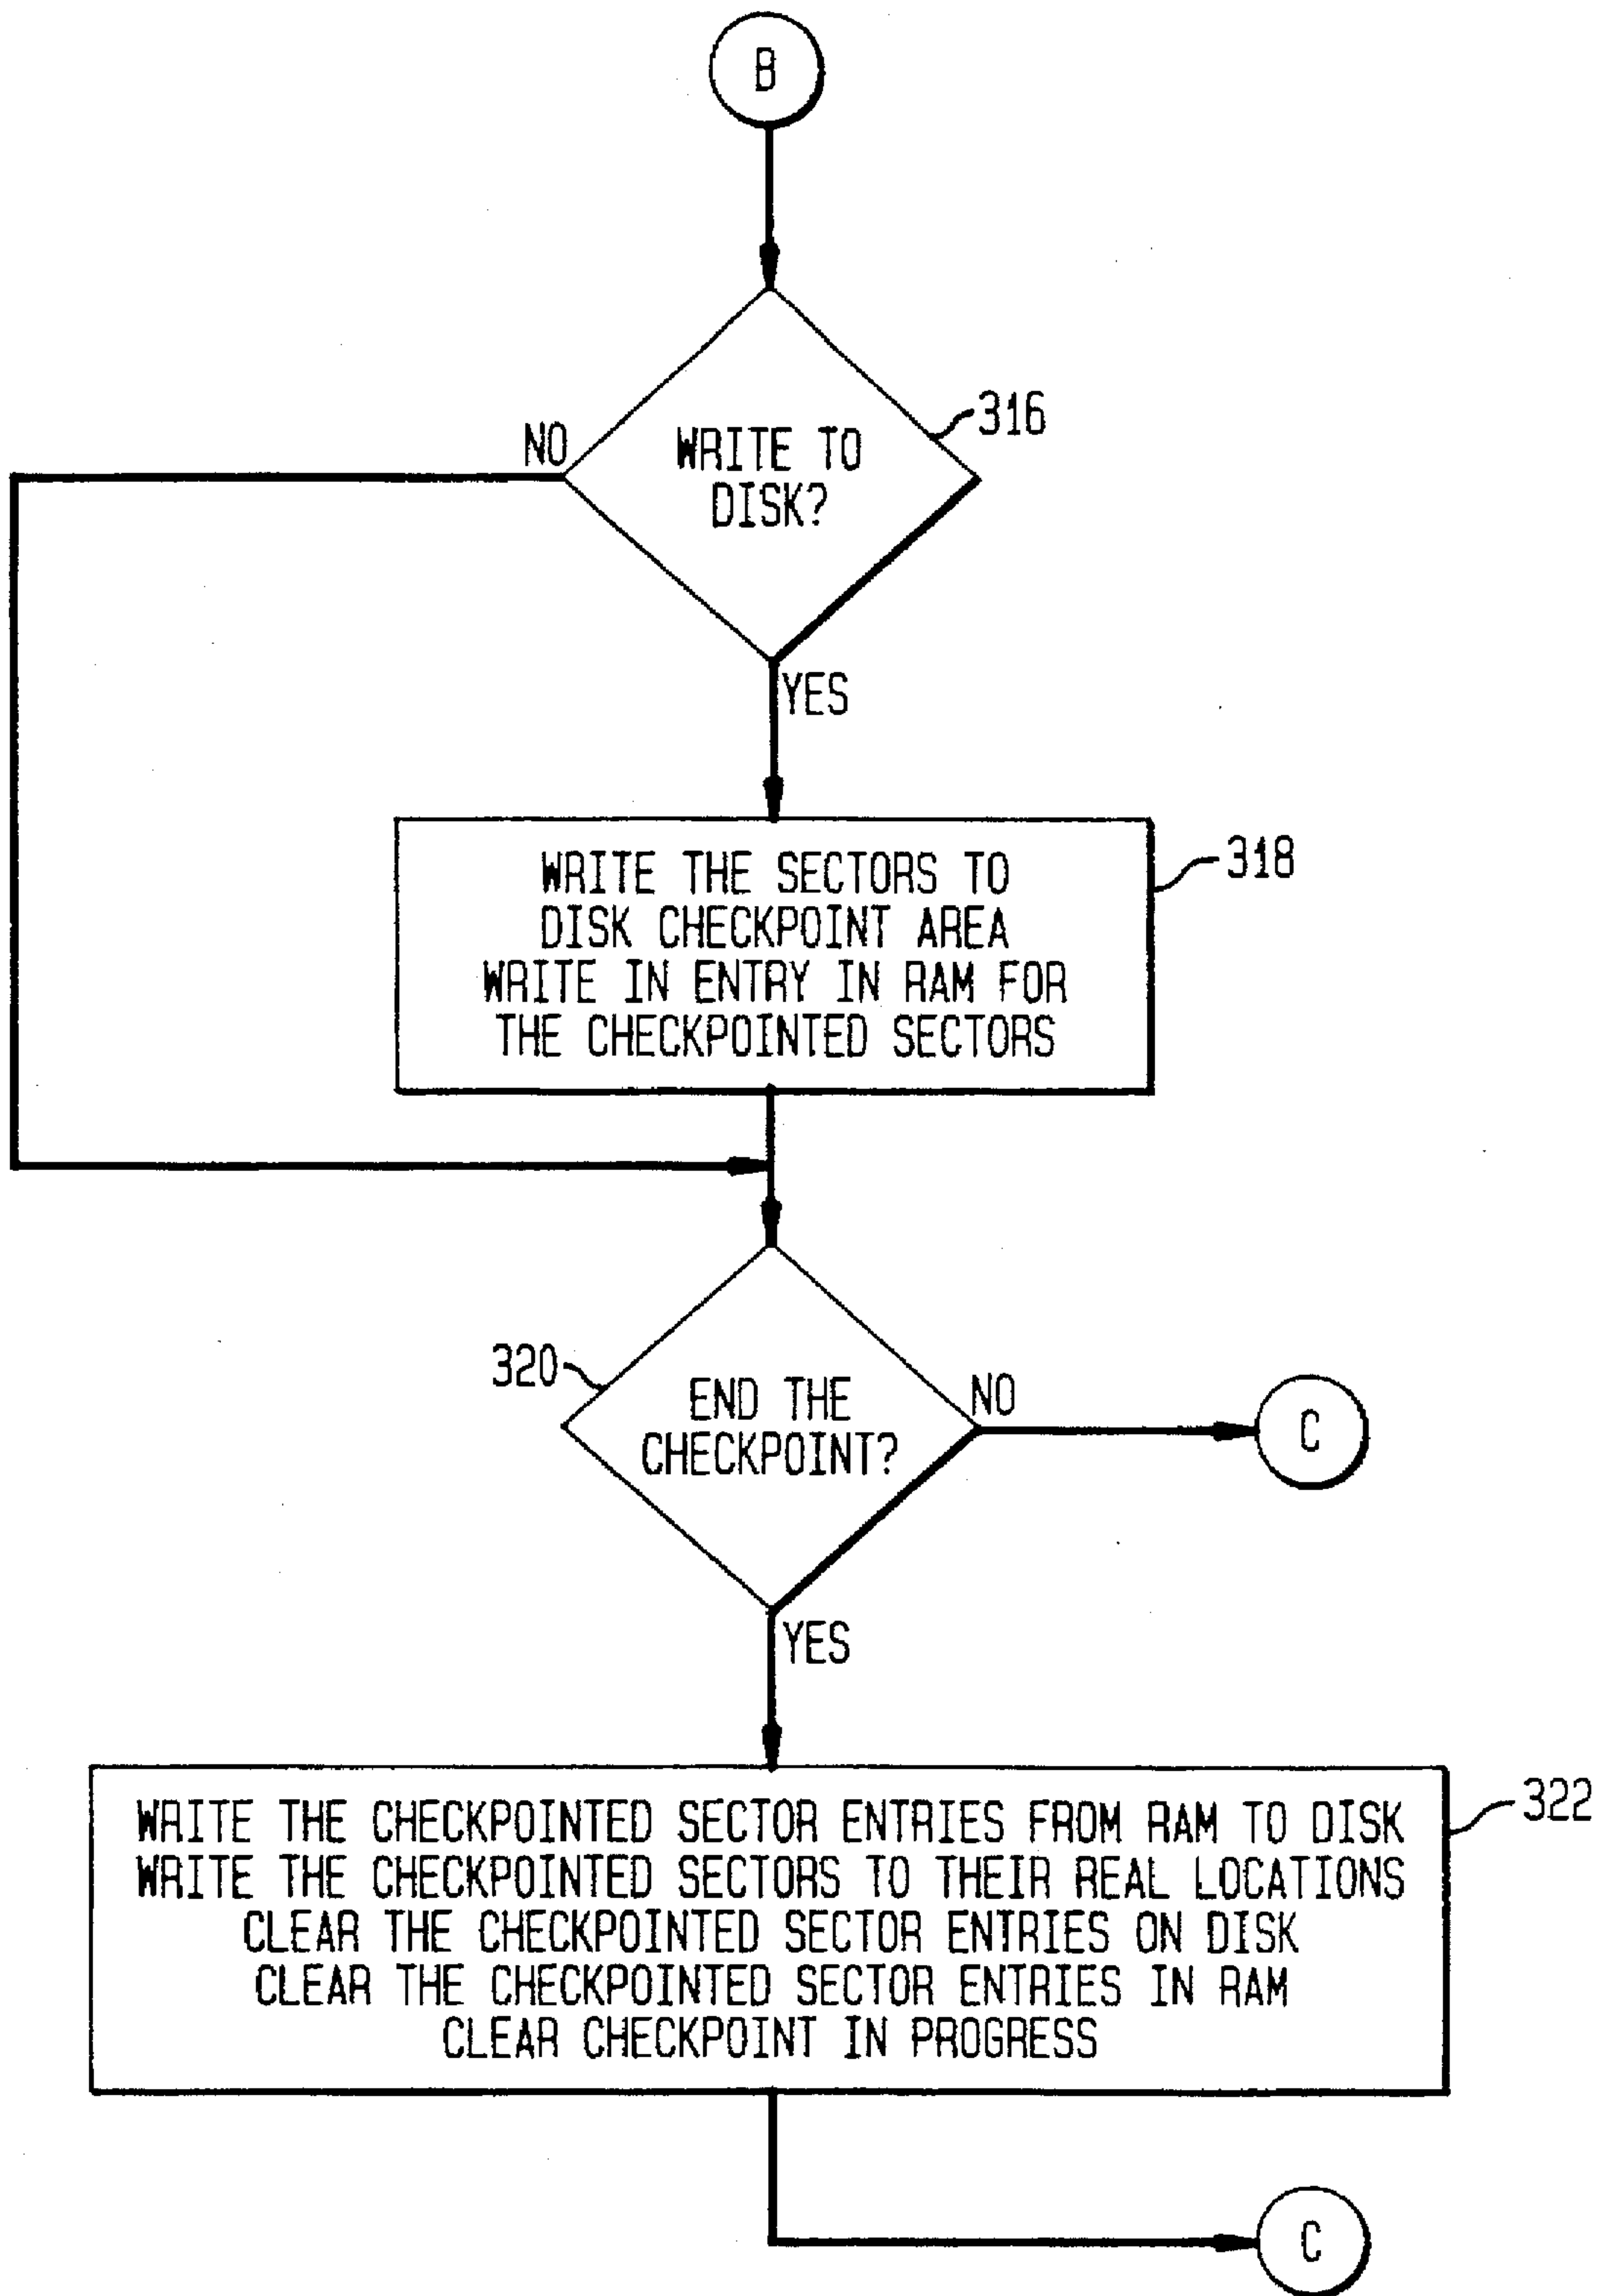 B
316
NO
WRITE TO
DISK?
YES
318
WRITE THE SECTORS TO
DISK CHECKPOINT AREA
WRITE IN ENTRY IN RAM FOR
THE CHECKPOINTED SECTORS
320
END THE
CHECKPOINT?
NO
C
YES
322
WRITE THE CHECKPOINTED SECTOR ENTRIES FROM RAM TO DISK
WRITE THE CHECKPOINTED SECTORS TO THEIR REAL LOCATIONS
CLEAR THE CHECKPOINTED SECTOR ENTRIES ON DISK
CLEAR THE CHECKPOINTED SECTOR ENTRIES IN RAM
CLEAR CHECKPOINT IN PROGRESS
C